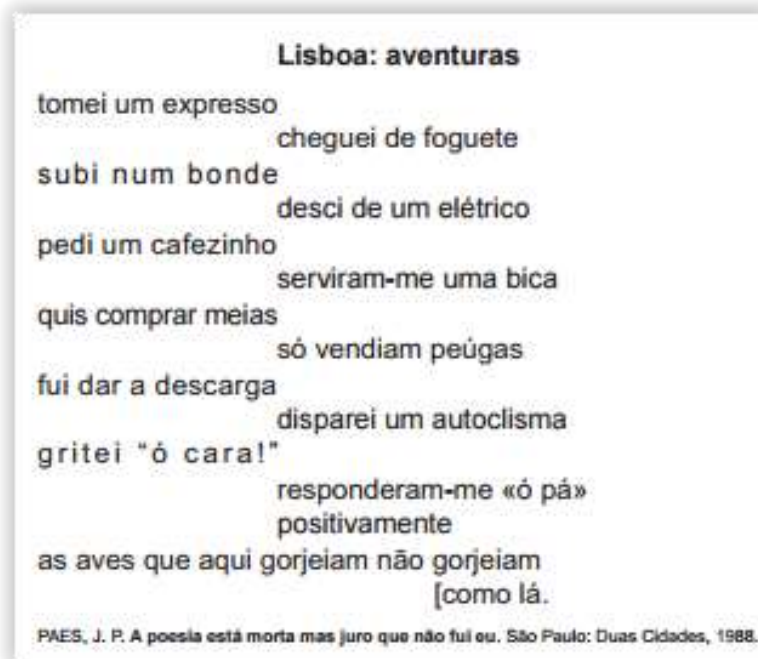 Lisboa: aventuras
tomei um expresso
cheguei de foguete
subi num bonde
desci de um elétrico
pedi um cafezinho
serviram-me uma bica
quis comprar meias
só vendiam peúgas
fui dar a descarga
disparei um autoclisma
gritei "ó cara!"
responderam-me «ó pá»
positivamente
as aves que aqui gorjeiam não gorjeiam
[como lá.
PAES, J. P. A poesia está morta mas juro que não fui eu. São Paulo: Duas Cidades, 1988.